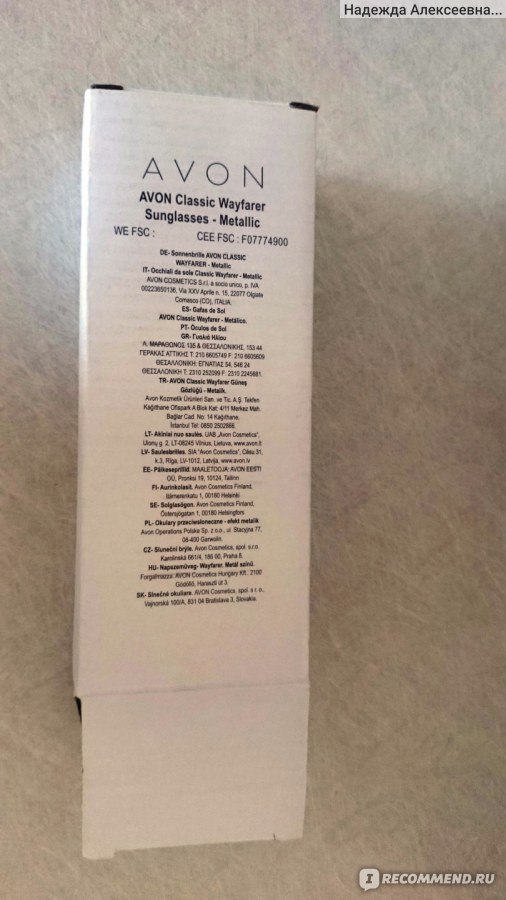 Надежда Алексеевна...
AVON
AVON Classic Wayfarer
Sunglasses - Metallic
WE FSC : CEE FSC : F07774900
DE- Sonnenbrille AVON CLASSIC
WAYFARER - Metallic
IT- Occhiali da sole Classic Wayfarer - Metallic
AVON COSMETICS S.r.l. a socio unico, p. IVA
00223650136, Via XXV Aprile n. 15, 22077 Olgiate
Comasco (CO), ITALIA.
ES- Gafas de Sol
AVON Classic Wayfarer - Metálico.
PT- Óculos de Sol
GR- Γυαλιά Ηλίου
Λ. ΜΑΡΑΘΩΝΟΣ 135 & ΘΕΣΣΑΛΟΝΙΚΗΣ, 153 44
ΓΕΡΑΚΑΣ ΑΤΤΙΚΗΣ Τ: 210 6605749 F: 210 6605609
ΘΕΣΣΑΛΟΝΙΚΗ: ΕΓΝΑΤΙΑΣ 54, 546 24
ΘΕΣΣΑΛΟΝΙΚΗ Τ: 2310 252099 F: 2310 2245681.
TR- AVON Classic Wayfarer Güneş
Gözlüğü - Metalik.
Avon Kozmetik Ürünleri San. ve Tic. A.Ş. Tekfen
Kağıthane Ofispark A Blok Kat: 4/11 Merkez Mah.
Bağlar Cad. No: 14 Kağıthane,
İstanbul Tel: 0850 2502866
LT- Akiniai nuo saulės. UAB „Avon Cosmetics",
Ulonų g. 2, LT-08245 Vilnius, Lietuva, www.avon.lt
LV- Saulesbrilles. SIA "Avon Cosmetics", Cēsu 31,
k.3, Rīga, LV-1012, Latvija, www.avon.lv
EE- Päikeseprillid. MAALETOOJA: AVON EESTI
OÜ, Pronksi 19, 10124, Tallinn
FI- Aurinkolasit. Avon Cosmetics Finland,
Itämerenkatu 1, 00180 Helsinki
SE- Solglasögon. Avon Cosmetics Finland,
Östersjögatan 1, 00180 Helsingfors
PL- Okulary przeciwsłoneczne - efekt metalik
Avon Operations Polska Sp. z o.o., ul. Stacyjna 77,
08-400 Garwolin.
CZ- Sluneční brýle. Avon Cosmetics, spol. s.r.o.
Karolinská 661/4, 186 00, Praha 8.
HU- Napszemüveg- Wayfarer. Metál színű.
Forgalmazza: AVON Cosmetics Hungary Kft., 2100
Gödöllő, Haraszti út 3.
SK- Slnečné okuliare. AVON Cosmetics, spol. s r. o.,
Vajnorská 100/A, 831 04 Bratislava 3, Slovakia.
IRECOMMEND.RU